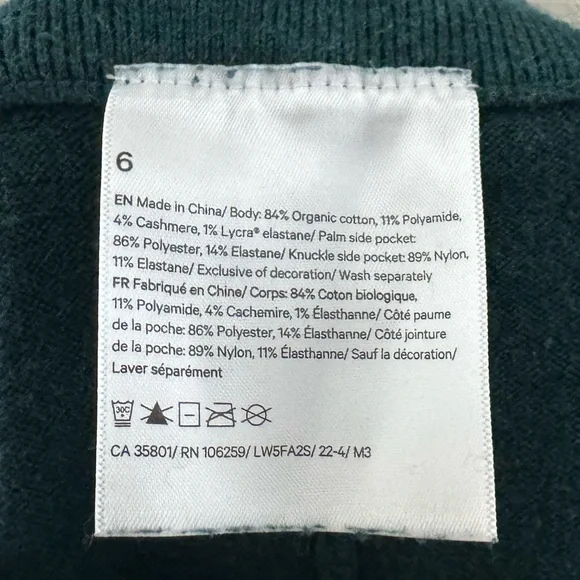 6
EN Made in China/ Body: 84% Organic cotton, 11% Polyamide,
4% Cashmere, 1% Lycra® elastane/ Palm side pocket:
86% Polyester, 14% Elastane/ Knuckle side pocket: 89% Nylon,
11% Elastane/ Exclusive of decoration/ Wash separately
FR Fabriqué en Chine/ Corps: 84% Coton biologique,
11% Polyamide, 4% Cachemire, 1% Élasthanne/ Côté paume
de la poche: 86% Polyester, 14% Élasthanne/ Côté jointure
de la poche: 89% Nylon, 11% Élasthanne/ Sauf la décoration/
Laver séparément
30C
CA 35801/ RN 106259/ LW5FA2S/ 22-4/ M3